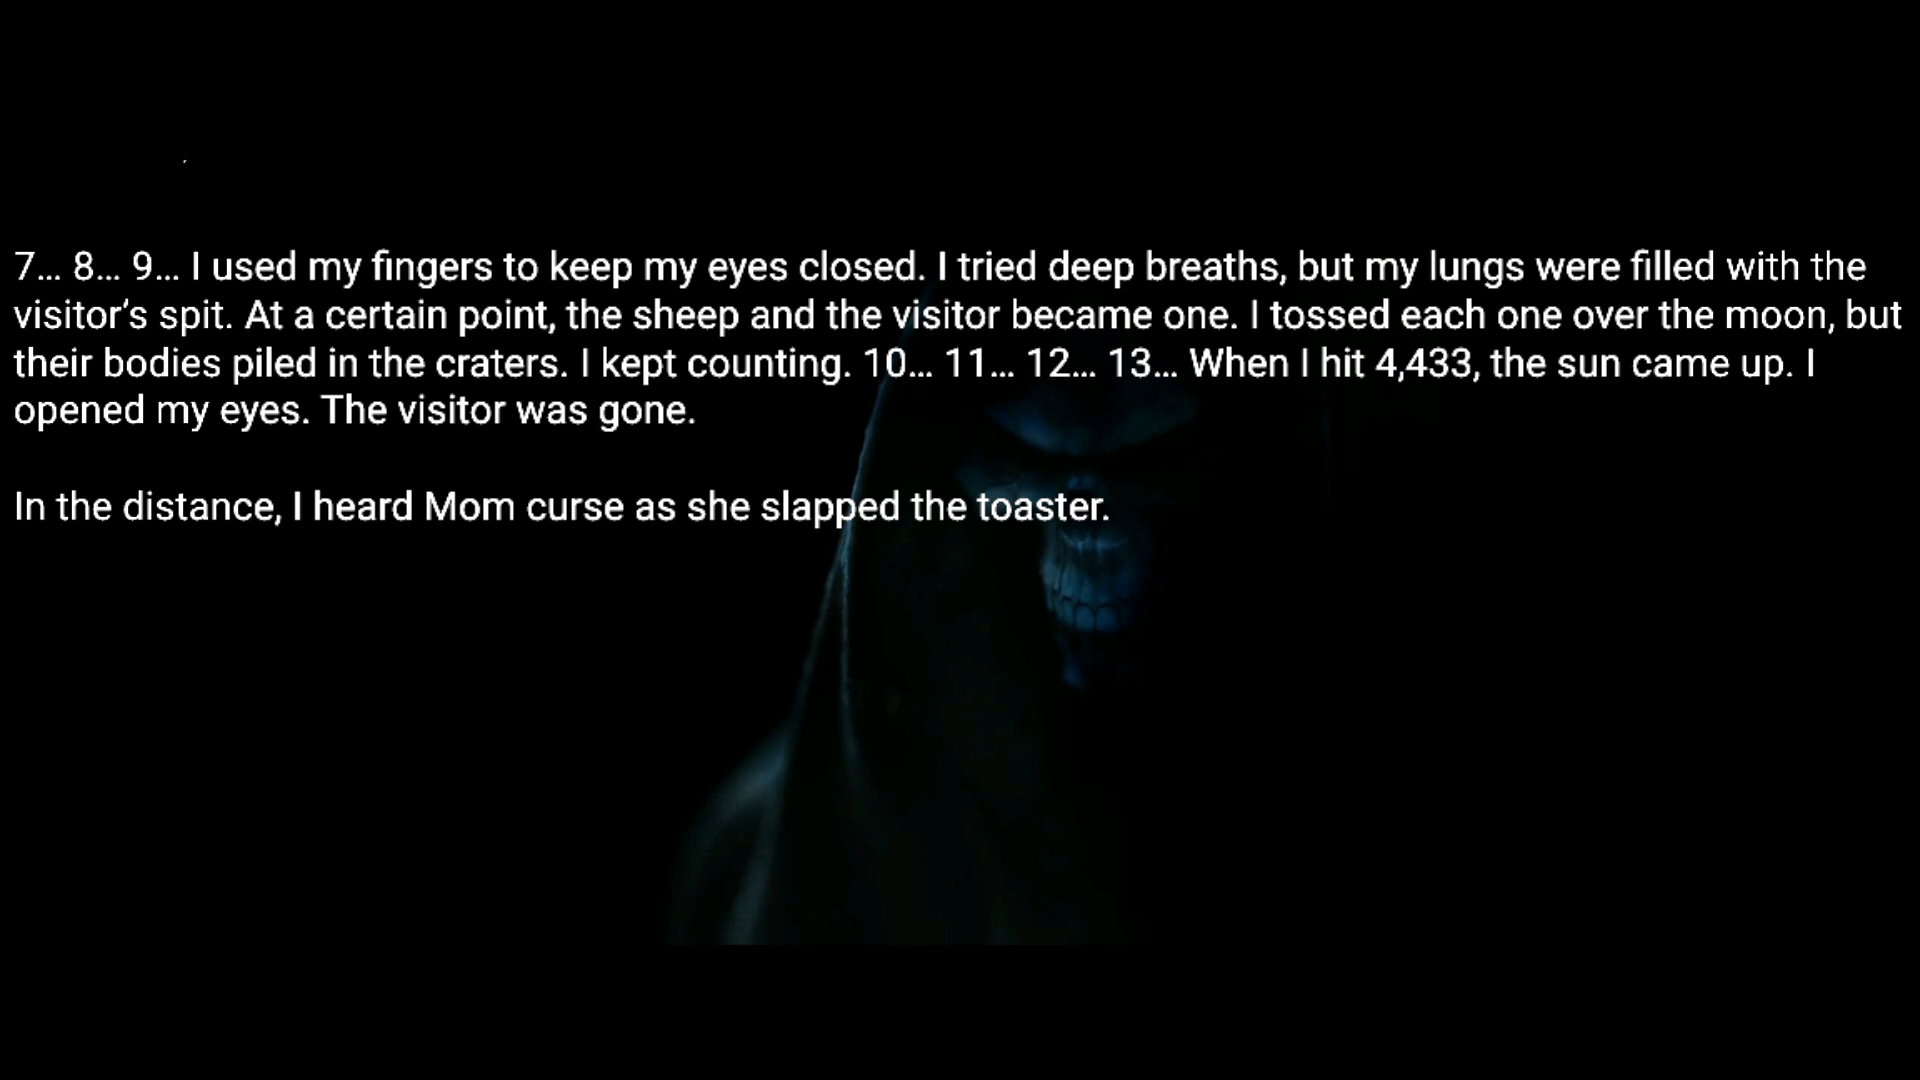 7… 8… 9… I used my fingers to keep my eyes closed. I tried deep breaths, but my lungs were filled with the
visitor’s spit. At a certain point, the sheep and the visitor became one. I tossed each one over the moon, but
their bodies piled in the craters. I kept counting. 10… 11… 12… 13… When I hit 4,433, the sun came up. I
opened my eyes. The visitor was gone.
In the distance, I heard Mom curse as she slapped the toaster.